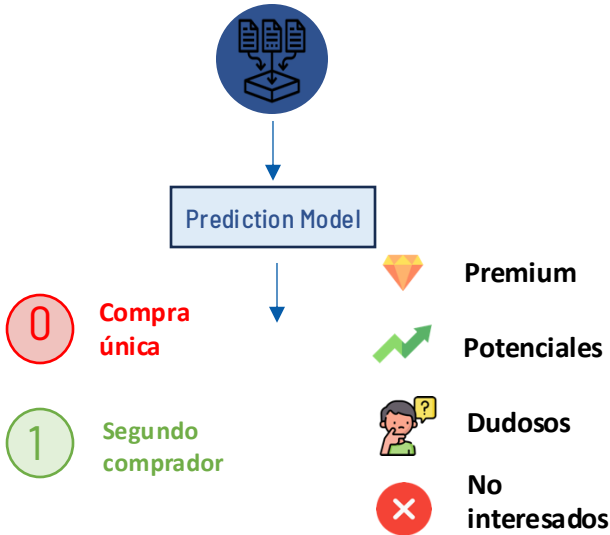 Prediction Model
0
Compra
única
1
Segundo
comprador
Premium
Potenciales
?
Dudosos
No
interesados